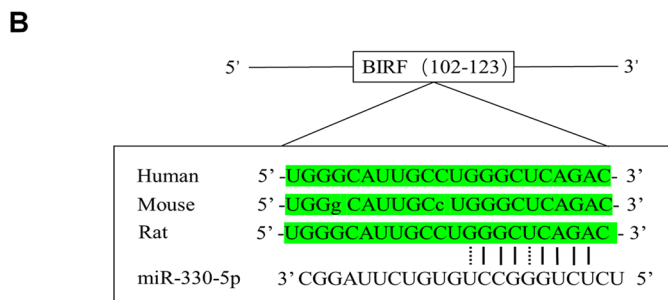 B
5’ BIRF (102-123) 3’
Human 5’ -UGGGCAUUGCCUGGGCUCAGAC- 3’
Mouse 5’ -UGGg CAUUGCc UGGGCUCAGAC- 3’
Rat 5’ -UGGGCAUUGCCUGGGCUCAGAC -3’
miR-330-5p 3’ CGGAUUCUGUGUCCGGGUCUCU 5’